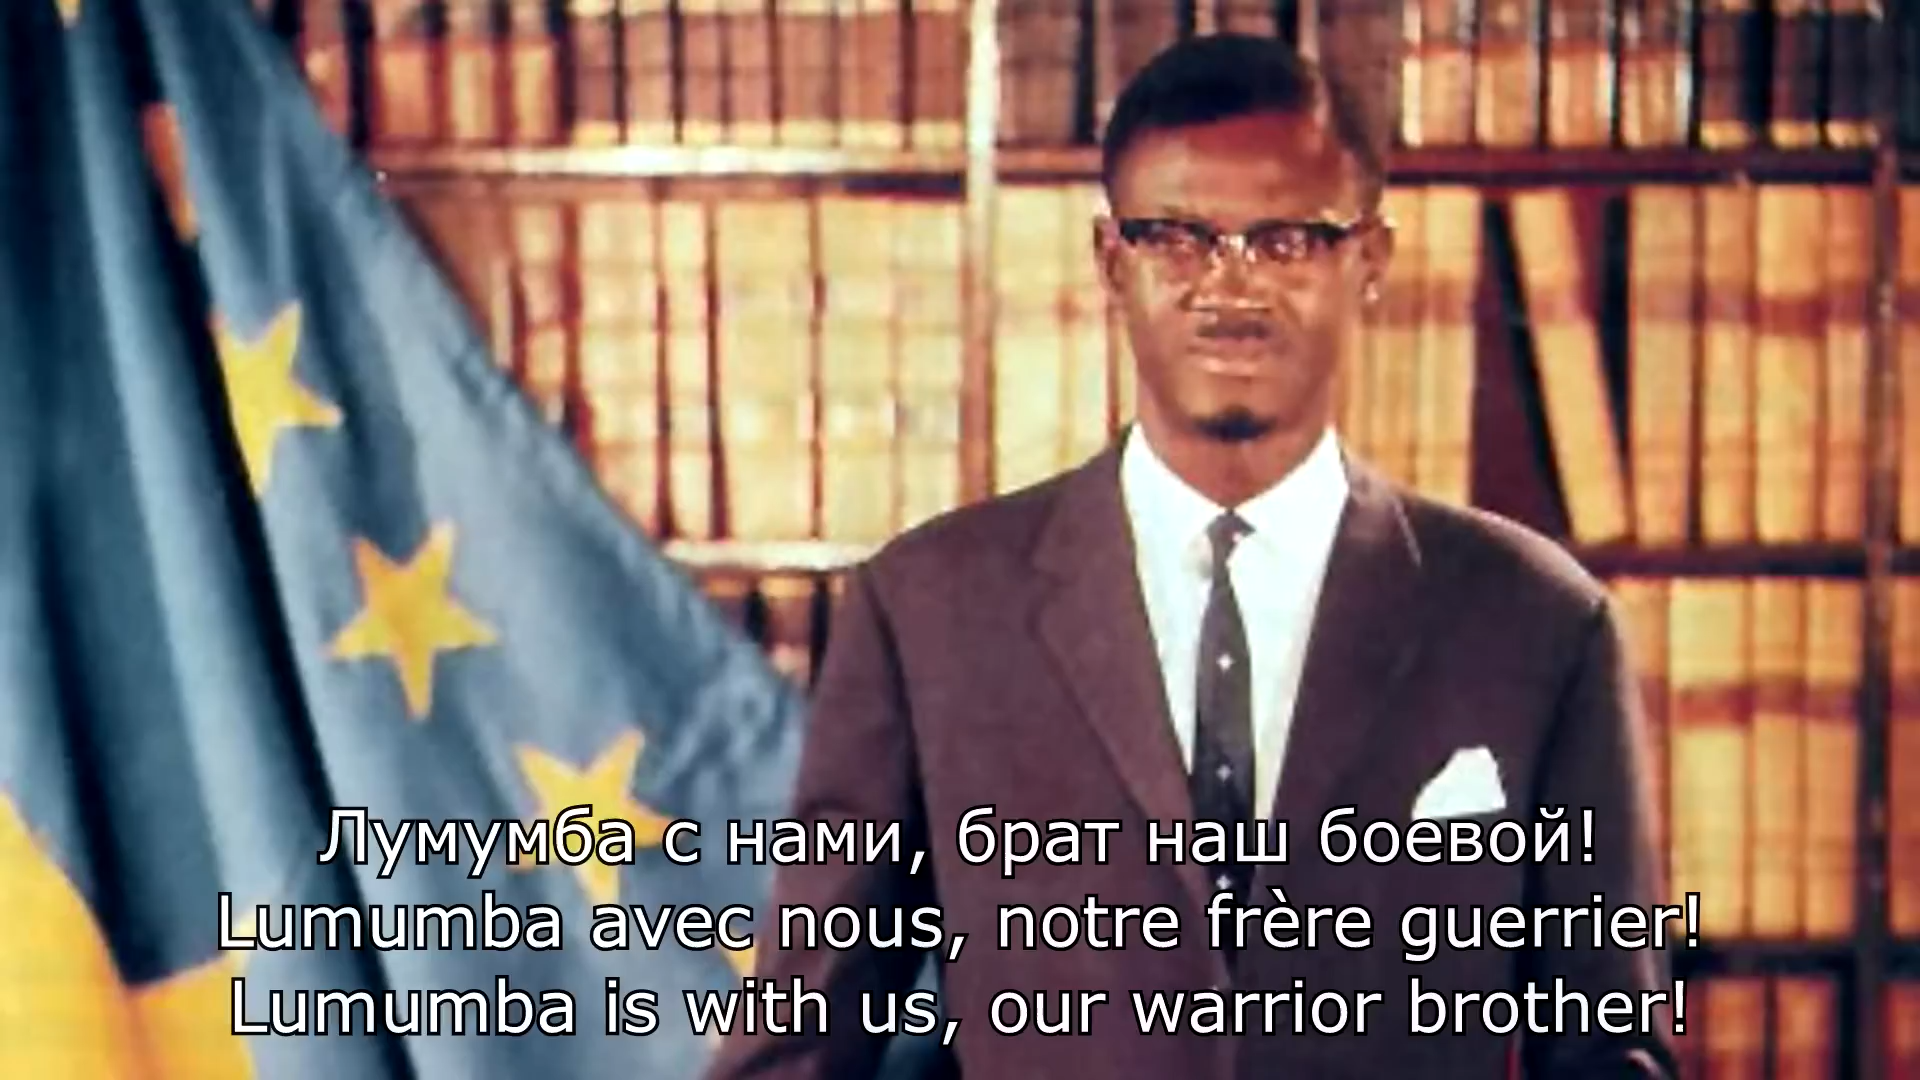 Лумумба с нами, брат наш боевой!
Lumumba avec nous, notre frère guerrier!
Lumumba is with us, our warrior brother!